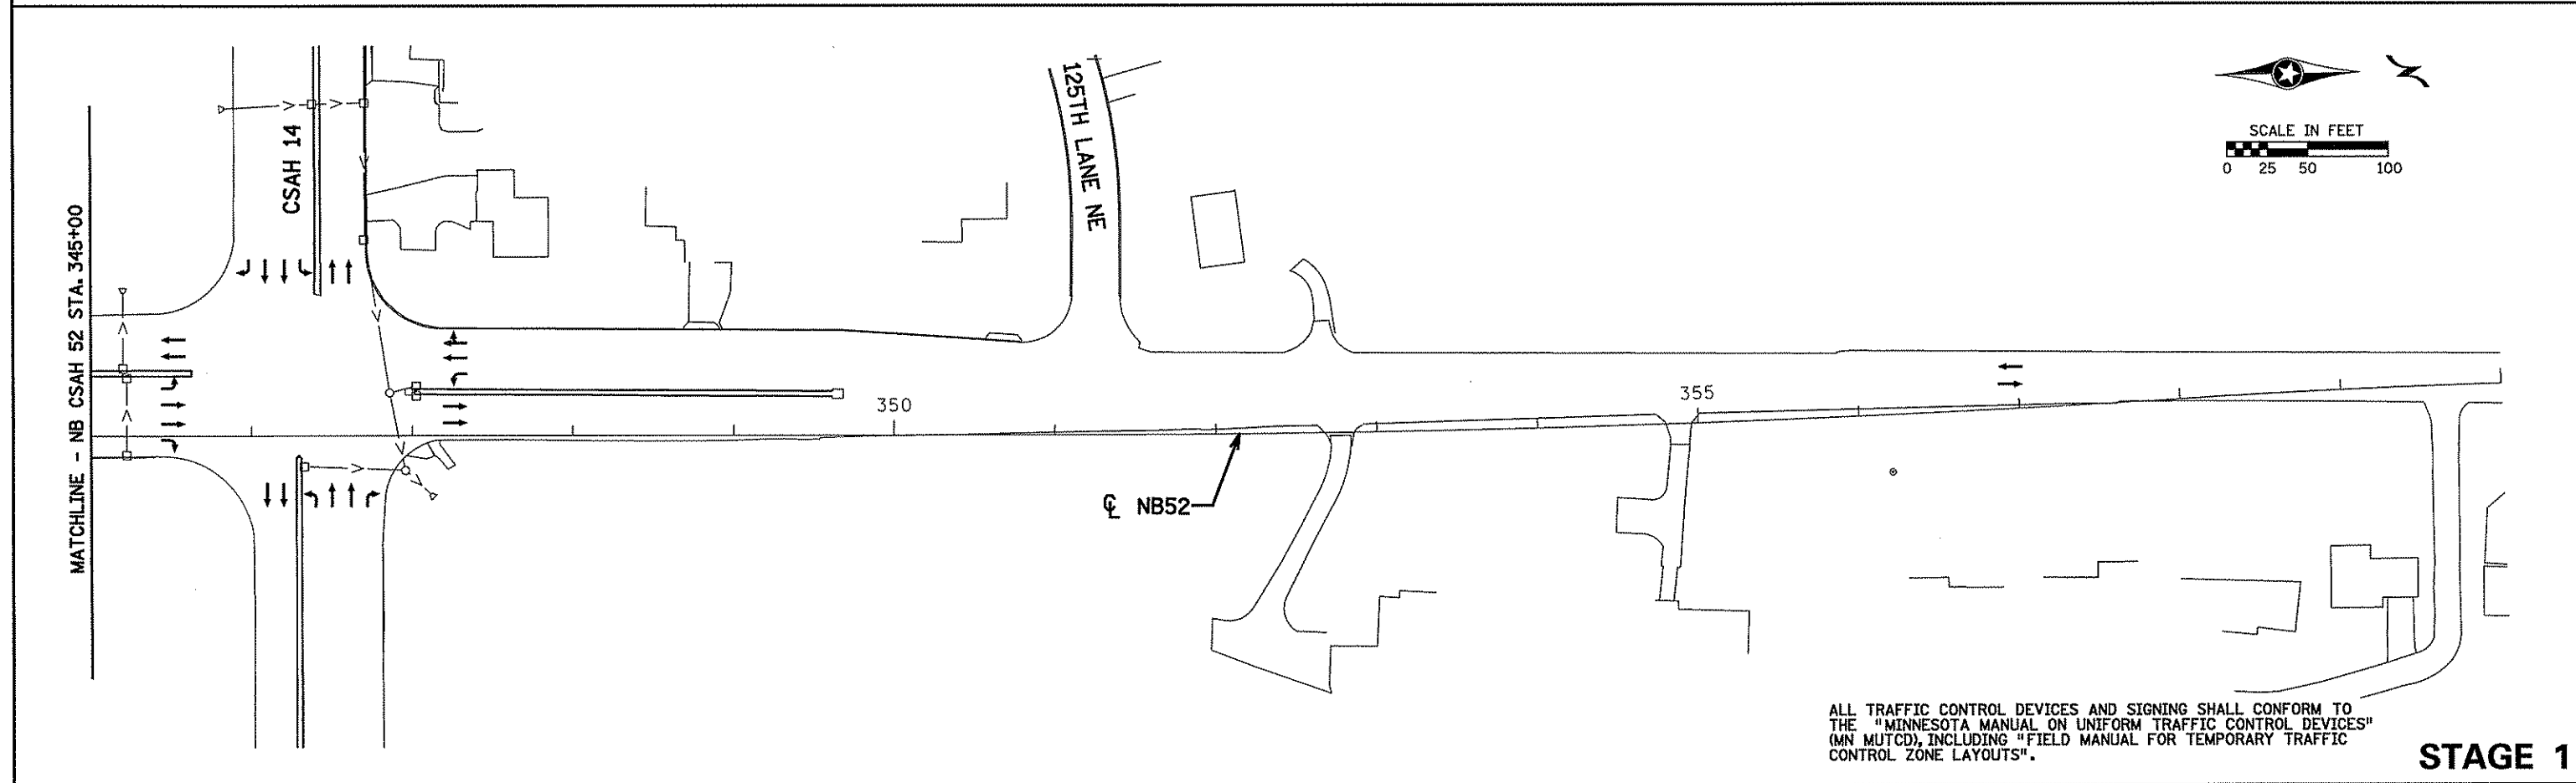 MATCHLINE - NB CSAH 52 STA. 345+00
CSAH 14
125TH LANE NE
Z
SCALE IN FEET
0 25 50 100
350
355
℄ NB52
ALL TRAFFIC CONTROL DEVICES AND SIGNING SHALL CONFORM TO
THE "MINNESOTA MANUAL ON UNIFORM TRAFFIC CONTROL DEVICES"
(MN MUTCD), INCLUDING "FIELD MANUAL FOR TEMPORARY TRAFFIC
CONTROL ZONE LAYOUTS".
STAGE 1